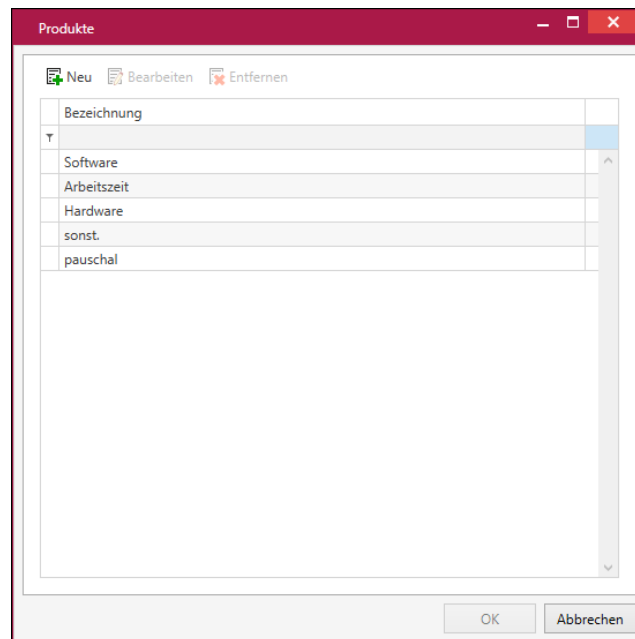 Produkte
Neu Bearbeiten Entfernen
Bezeichnung
Software
Arbeitszeit
Hardware
sonst.
pauschal
OK Abbrechen